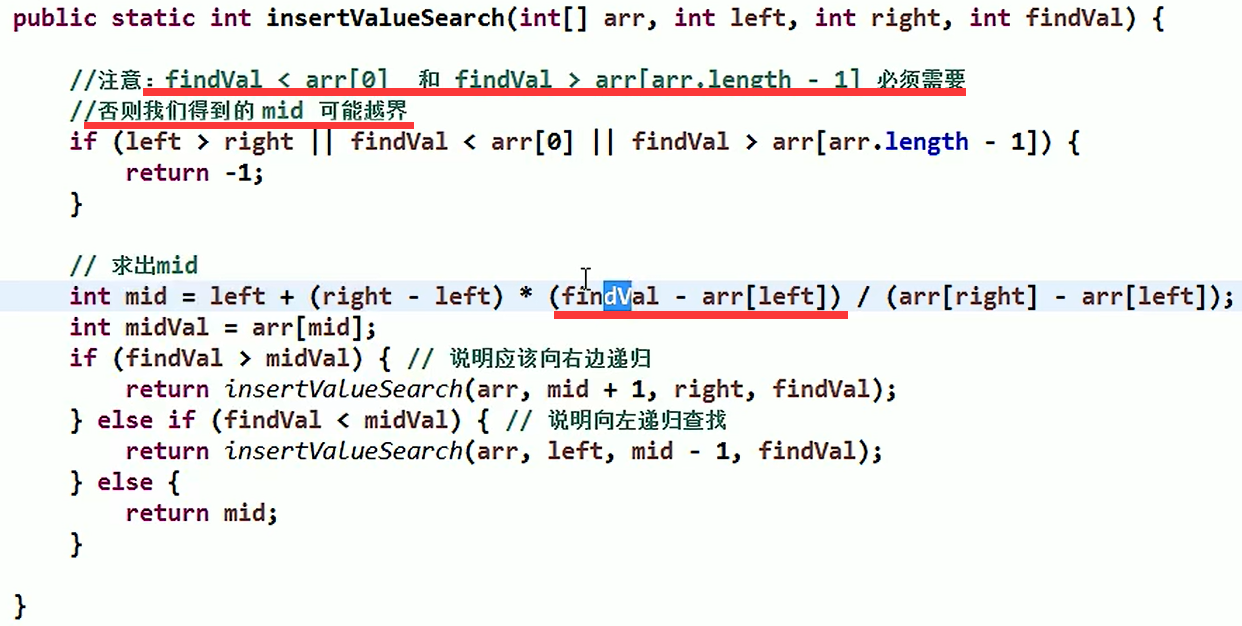 public static int insertValueSearch(int[] arr, int left, int right, int findVal) {
//注意：findVal < arr[0]  和 findVal > arr[arr.length - 1] 必须需要
//否则我们得到的 mid 可能越界
if (left > right || findVal < arr[0] || findVal > arr[arr.length - 1]) {
return -1;
}
// 求出mid
int mid = left + (right - left) * (findVal - arr[left]) / (arr[right] - arr[left]);
int midVal = arr[mid];
if (findVal > midVal) { // 说明应该向右边递归
return insertValueSearch(arr, mid + 1, right, findVal);
} else if (findVal < midVal) { // 说明向左递归查找
return insertValueSearch(arr, left, mid - 1, findVal);
} else {
return mid;
}
}